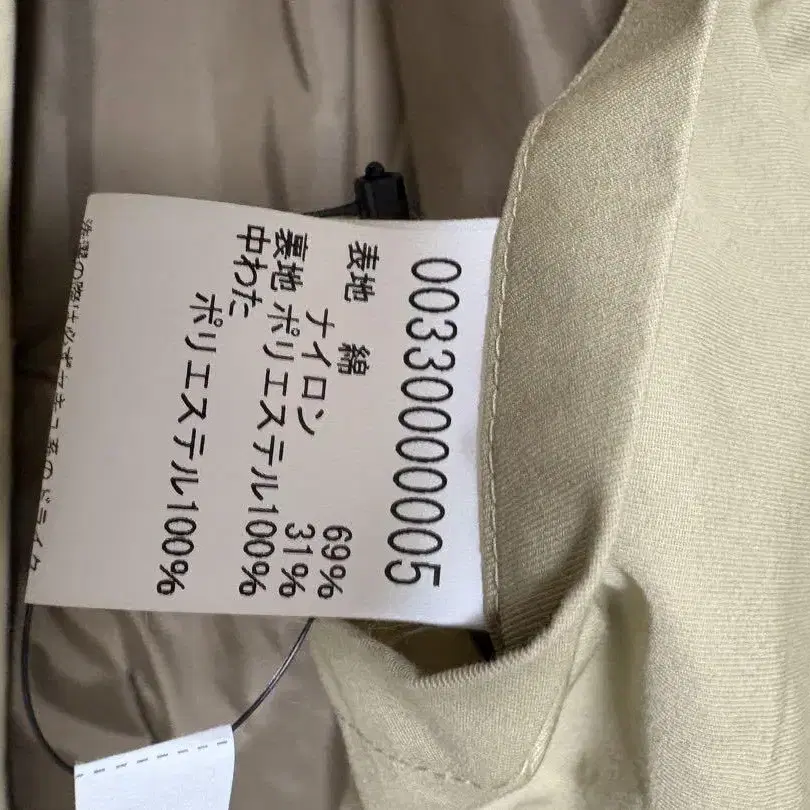 0033000005
表地 綿 69%
ナイロン 31%
裏地 ポリエステル100%
中わた
ポリエステル100%